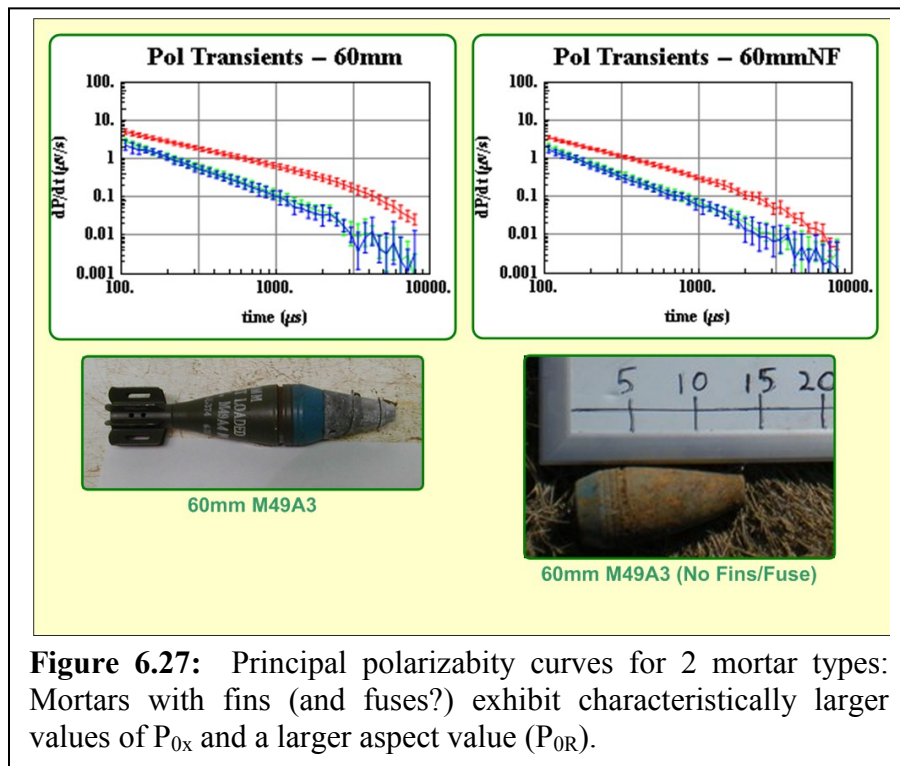 Pol Transients – 60mm
100.
10.
1
0.1
0.01
0.001
dP/dt (μv/s)
100.
1000.
10000.
time (μs)
Pol Transients – 60mmNF
100.
10.
1
0.1
0.01
0.001
dP/dt (μv/s)
100.
1000.
10000.
time (μs)
LOADED
60mm M49A3
5 10 15 20
60mm M49A3 (No Fins/Fuse)
Figure 6.27: Principal polarizabity curves for 2 mortar types:
Mortars with fins (and fuses?) exhibit characteristically larger
values of P0x and a larger aspect value (P0R).